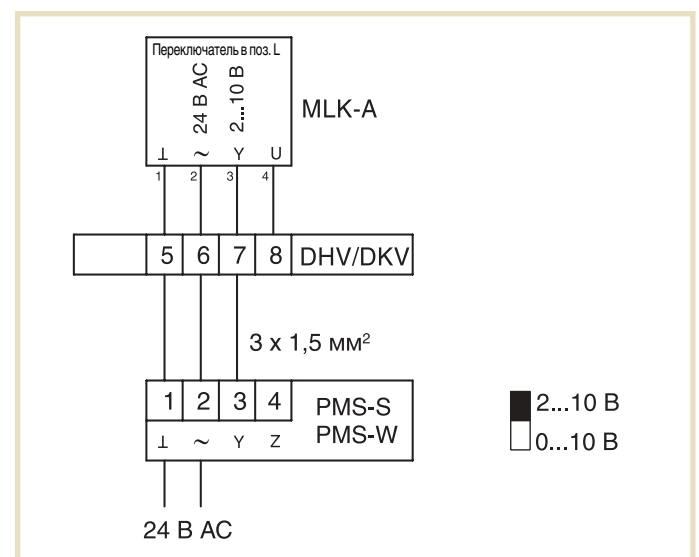 Переключатель в поз. L
24 В AC
2...10 В
MLK-A
⊥ ~ Y U
1 2 3 4
5 6 7 8 DHV/DKV
3 x 1,5 мм²
1 2 3 4 PMS-S
PMS-W
⊥ ~ Y Z
2...10 В
0...10 В
24 В AC